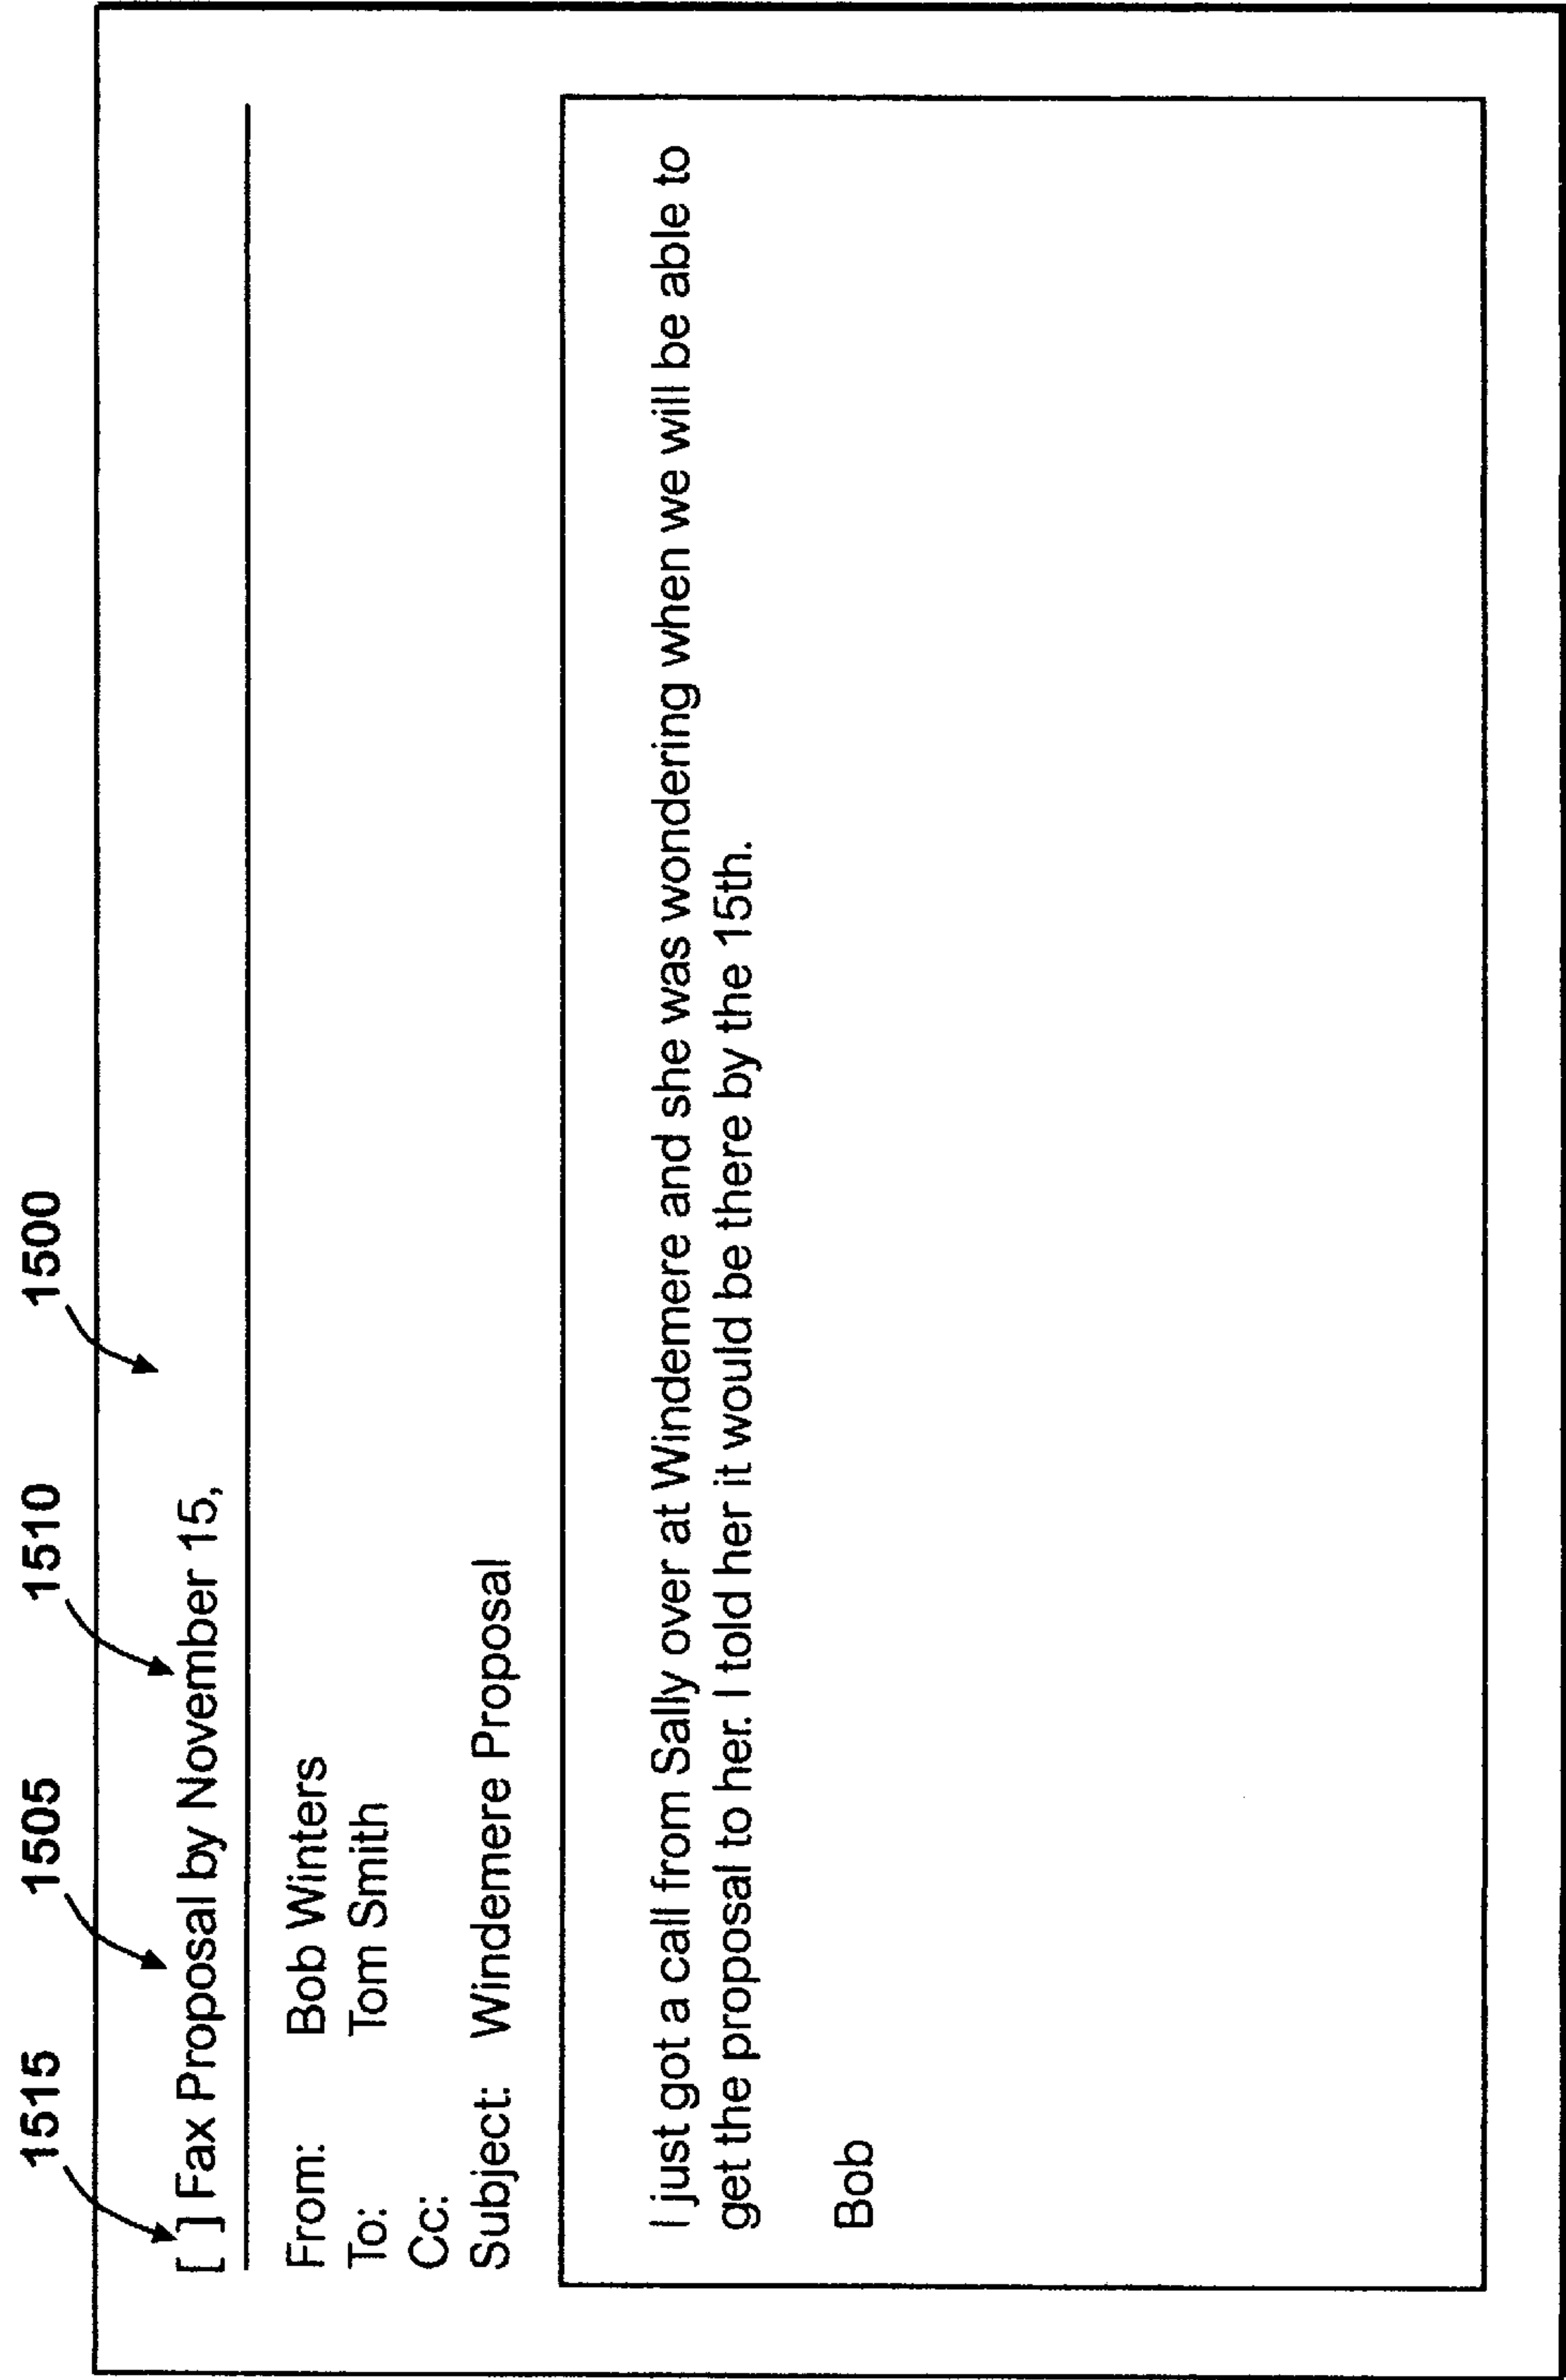 1515 1505 1510 1500
[ ] Fax Proposal by November 15,
From: Bob Winters
To: Tom Smith
Cc:
Subject: Windemere Proposal
I just got a call from Sally over at Windemere and she was wondering when we will be able to
get the proposal to her. I told her it would be there by the 15th.
Bob